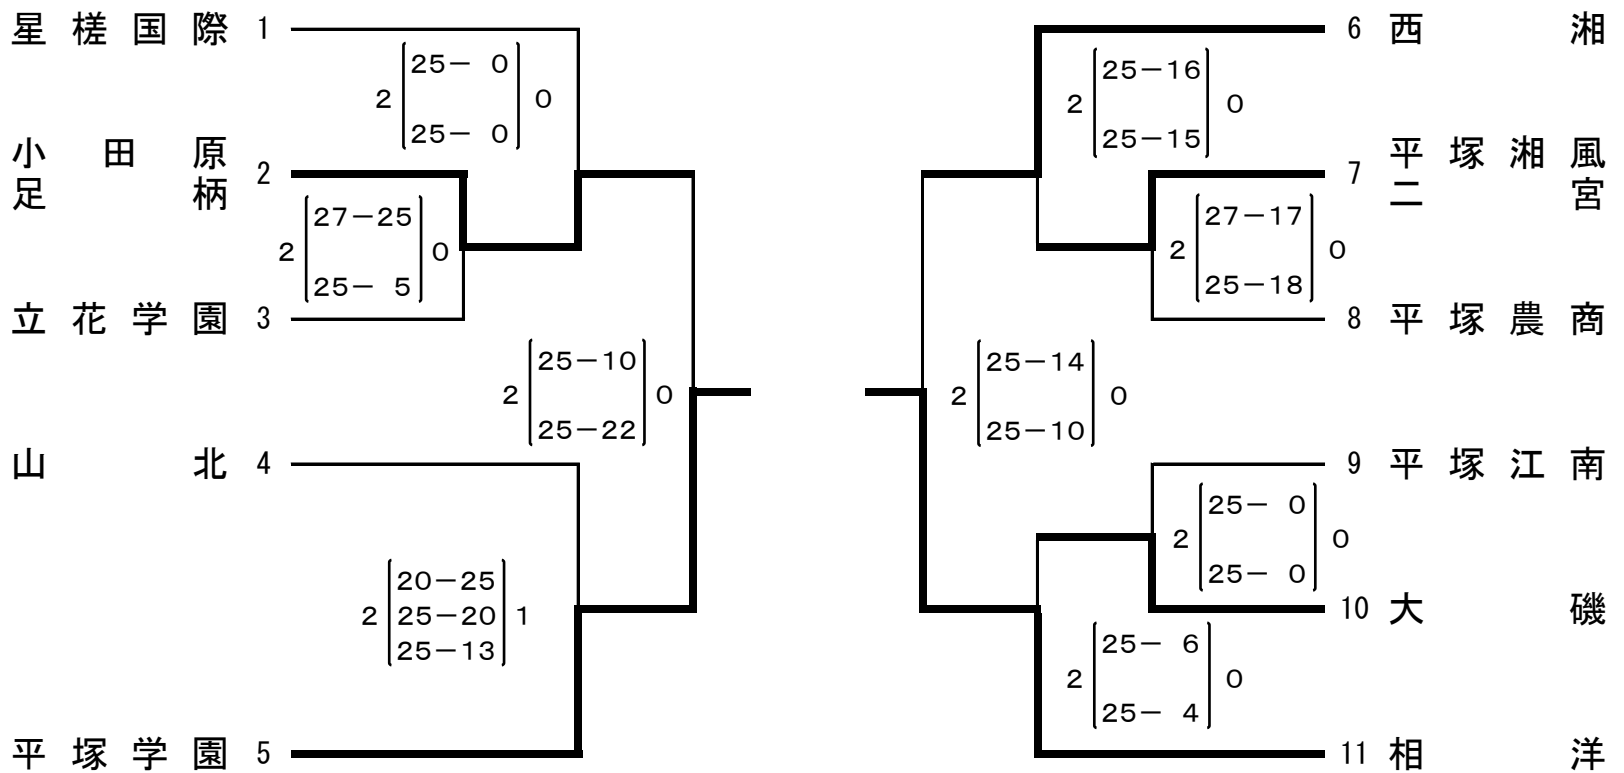 星槎国際 1
25－ 0
2 0
25－ 0
小田原
足柄
2
27－25
2 0
25－ 5
立花学園 3
25－10
2 0
25－22
山北 4
20－25
2 25－20 1
25－13
平塚学園 5
6 西湘
25－16
2 0
25－15
7
平塚湘風
二宮
27－17
2 0
25－18
8 平塚農商
25－14
2 0
25－10
9 平塚江南
25－ 0
2 0
25－ 0
10 大磯
25－ 6
2 0
25－ 4
11 相洋